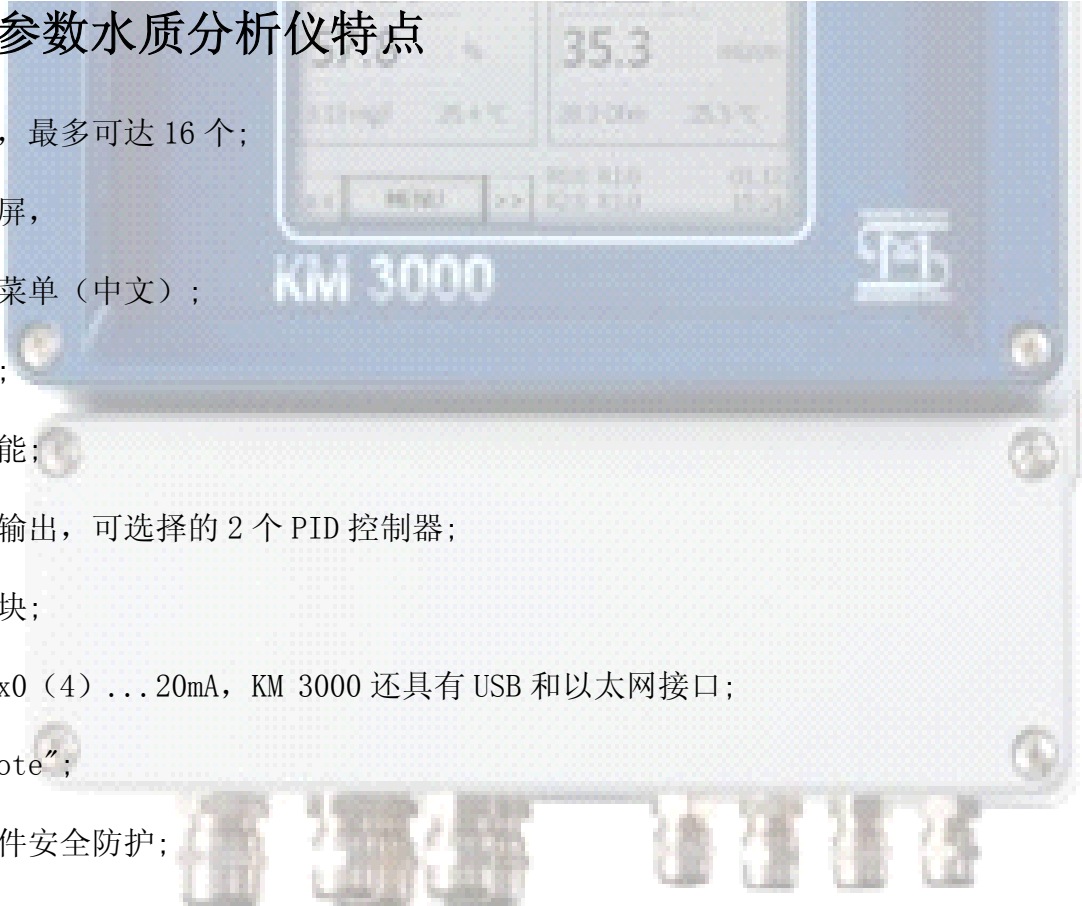 参数水质分析仪特点
35.3
，最多可达 16 个;
屏，
MENU >>
菜单（中文）;
KM 3000
;
能;
输出，可选择的 2 个 PID 控制器;
块;
x0（4）...20mA，KM 3000 还具有 USB 和以太网接口;
ote";
件安全防护;